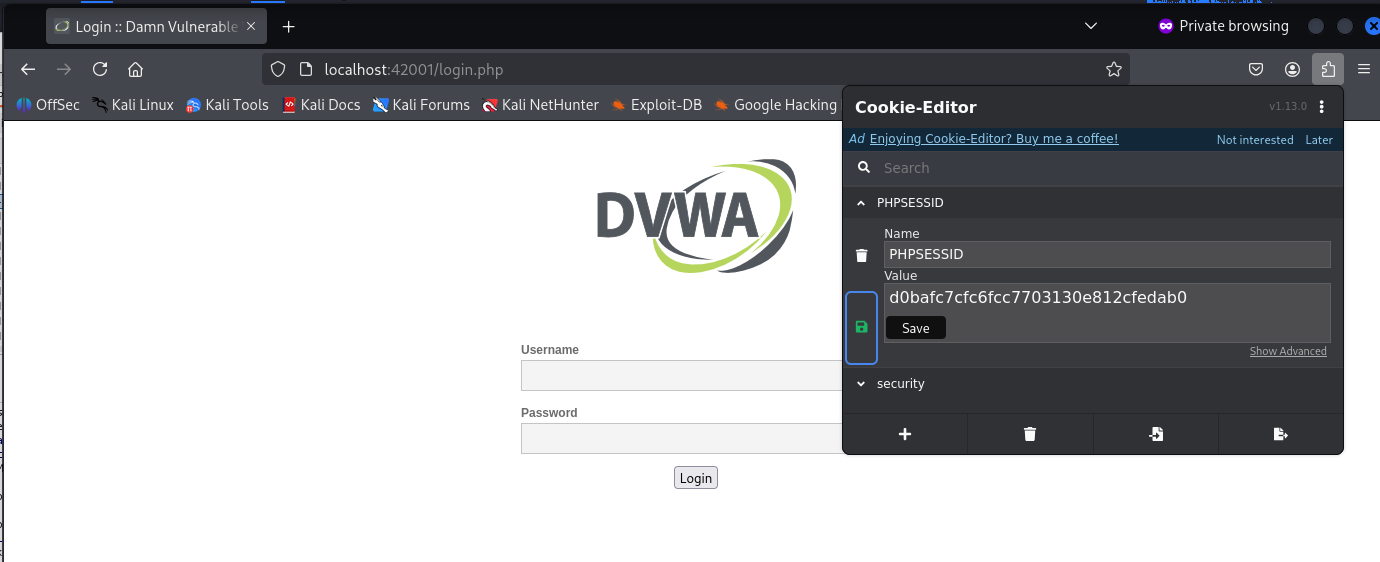 Login :: Damn Vulnerable
Private browsing
localhost:42001/login.php
OffSec Kali Linux Kali Tools Kali Docs Kali Forums Kali NetHunter Exploit-DB Google Hacking
Cookie-Editor v1.13.0
Ad Enjoying Cookie-Editor? Buy me a coffee! Not interested Later
Search
PHPSESSID
Name
PHPSESSID
Value
d0bafc7cfc6fcc7703130e812cfedab0
Save
Show Advanced
security
DVWA
Username
Password
Login